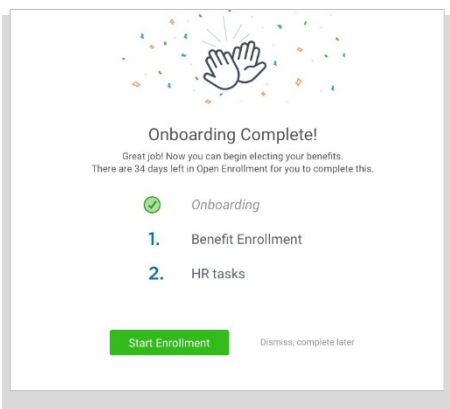 Onboarding Complete!
Great job! Now you can begin electing your benefits.
There are 34 days left in Open Enrollment for you to complete this.
Onboarding
1. Benefit Enrollment
2. HR tasks
Start Enrollment Dismiss, complete later